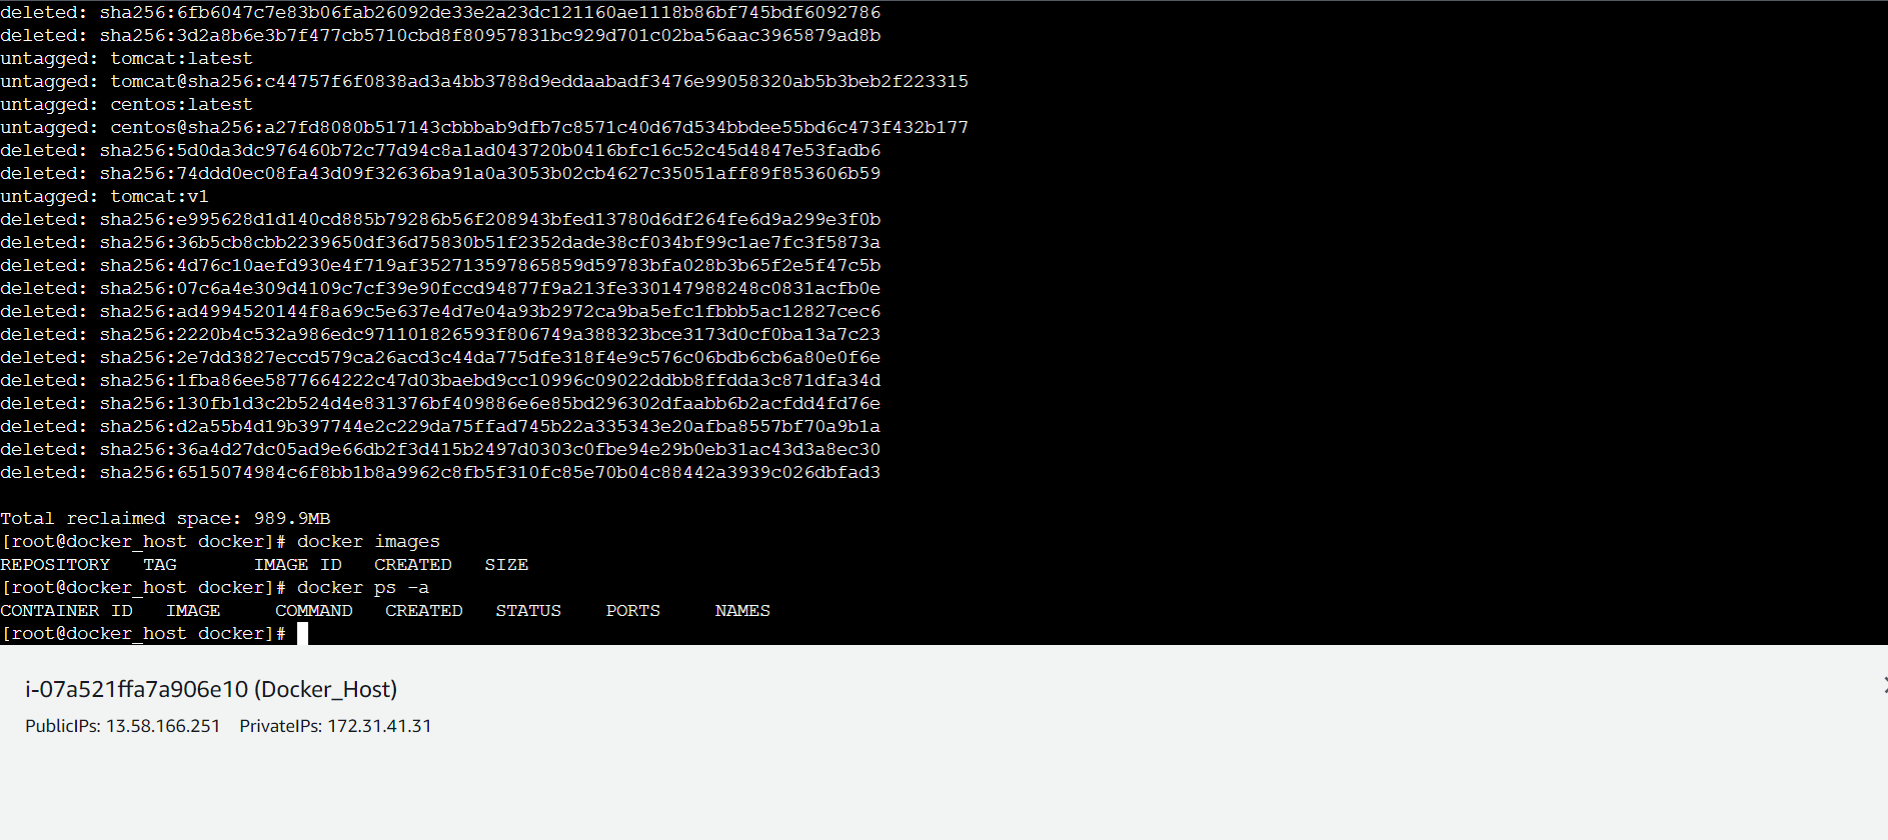 deleted: sha256:6fb6047c7e83b06fab26092de33e2a23dc121160ae1118b86bf745bdf6092786
deleted: sha256:3d2a8b6e3b7f477cb5710cbd8f80957831bc929d701c02ba56aac3965879ad8b
untagged: tomcat:latest
untagged: tomcat@sha256:c44757f6f0838ad3a4bb3788d9eddaabadf3476e99058320ab5b3beb2f223315
untagged: centos:latest
untagged: centos@sha256:a27fd8080b517143cbbbab9dfb7c8571c40d67d534bbdee55bd6c473f432b177
deleted: sha256:5d0da3dc976460b72c77d94c8a1ad043720b0416bfc16c52c45d4847e53fadb6
deleted: sha256:74ddd0ec08fa43d09f32636ba91a0a3053b02cb4627c35051aff89f853606b59
untagged: tomcat:v1
deleted: sha256:e995628d1d140cd885b79286b56f208943bfed13780d6df264fe6d9a299e3f0b
deleted: sha256:36b5cb8cbb2239650df36d75830b51f2352dade38cf034bf99c1ae7fc3f5873a
deleted: sha256:4d76c10aefd930e4f719af352713597865859d59783bfa028b3b65f2e5f47c5b
deleted: sha256:07c6a4e309d4109c7cf39e90fccd94877f9a213fe330147988248c0831acfb0e
deleted: sha256:ad4994520144f8a69c5e637e4d7e04a93b2972ca9ba5efc1fbbb5ac12827cec6
deleted: sha256:2220b4c532a986edc971101826593f806749a388323bce3173d0cf0ba13a7c23
deleted: sha256:2e7dd3827eccd579ca26acd3c44da775dfe318f4e9c576c06bdb6cb6a80e0f6e
deleted: sha256:1fba86ee5877664222c47d03baebd9cc10996c09022ddbb8ffdda3c871dfa34d
deleted: sha256:130fb1d3c2b524d4e831376bf409886e6e85bd296302dfaabb6b2acfdd4fd76e
deleted: sha256:d2a55b4d19b397744e2c229da75ffad745b22a335343e20afba8557bf70a9b1a
deleted: sha256:36a4d27dc05ad9e66db2f3d415b2497d0303c0fbe94e29b0eb31ac43d3a8ec30
deleted: sha256:6515074984c6f8bb1b8a9962c8fb5f310fc85e70b04c88442a3939c026dbfad3
Total reclaimed space: 989.9MB
[root@docker_host docker]# docker images
REPOSITORY   TAG       IMAGE ID   CREATED   SIZE
[root@docker_host docker]# docker ps -a
CONTAINER ID   IMAGE     COMMAND   CREATED   STATUS    PORTS     NAMES
[root@docker_host docker]#
i-07a521ffa7a906e10 (Docker_Host)
PublicIPs: 13.58.166.251    PrivateIPs: 172.31.41.31